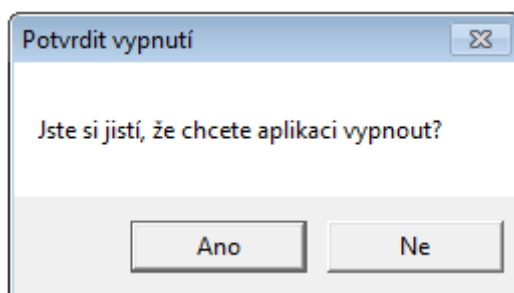 Potvrdit vypnutí
Jste si jistí, že chcete aplikaci vypnout?
Ano
Ne